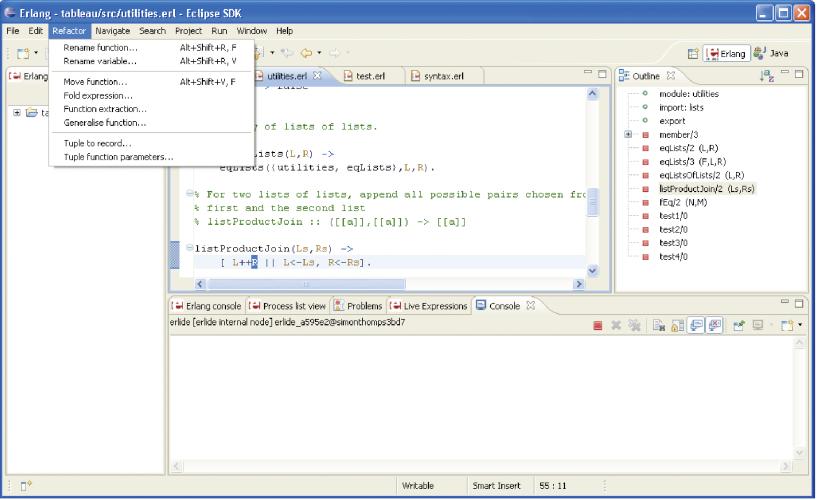 Erlang - tableau/src/utilities.erl - Eclipse SDK
File Edit Refactor Navigate Search Project Run Window Help
Rename function... Alt+Shift+R, F
Rename variable... Alt+Shift+R, V
Move function... Alt+Shift+V, F
Fold expression...
Function extraction...
Generalise function...
Tuple to record...
Tuple function parameters...
Erlang Java
Erlang
ta
utilities.erl test.erl syntax.erl
-> false
y of lists of lists.
ists(L,R) ->
eqLists({utilities, eqLists},L,R).
% For two lists of lists, append all possible pairs chosen fro
% first and the second list
% listProductJoin :: ([[a]],[[a]]) -> [[a]]
listProductJoin(Ls,Rs) ->
[ L++R || L<-Ls, R<-Rs].
Outline
module: utilities
import: lists
export
member/3
eqLists/2 (L,R)
eqLists/3 (F,L,R)
eqListsOfLists/2 (L,R)
listProductJoin/2 (Ls,Rs)
fEq/2 (N,M)
test1/0
test2/0
test3/0
test4/0
Erlang console Process list view Problems Live Expressions Console
erlide [erlide internal node] erlide_a595e2@simonthomps3bd7
Writable Smart Insert 55 : 11